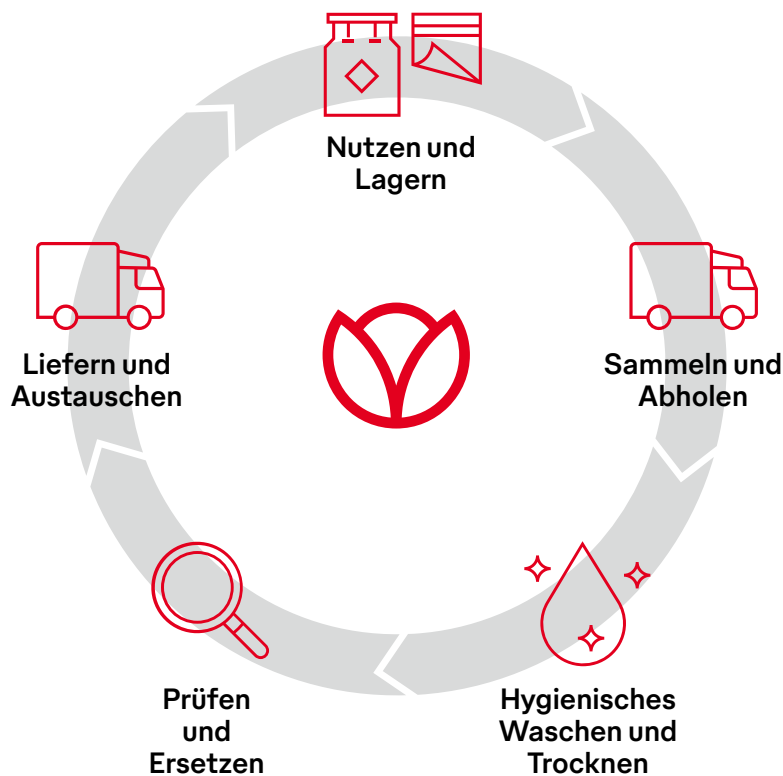 Nutzen und
Lagern
Sammeln und
Abholen
Hygienisches
Waschen und
Trocknen
Prüfen
und
Ersetzen
Liefern und
Austauschen